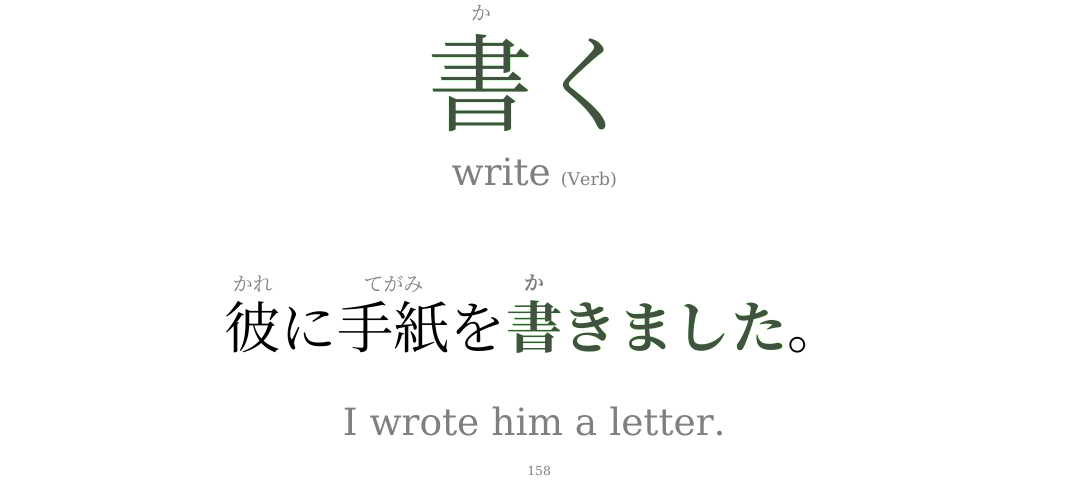 か
書く
write (Verb)
かれ てがみ か
彼に手紙を書きました。
I wrote him a letter.
158